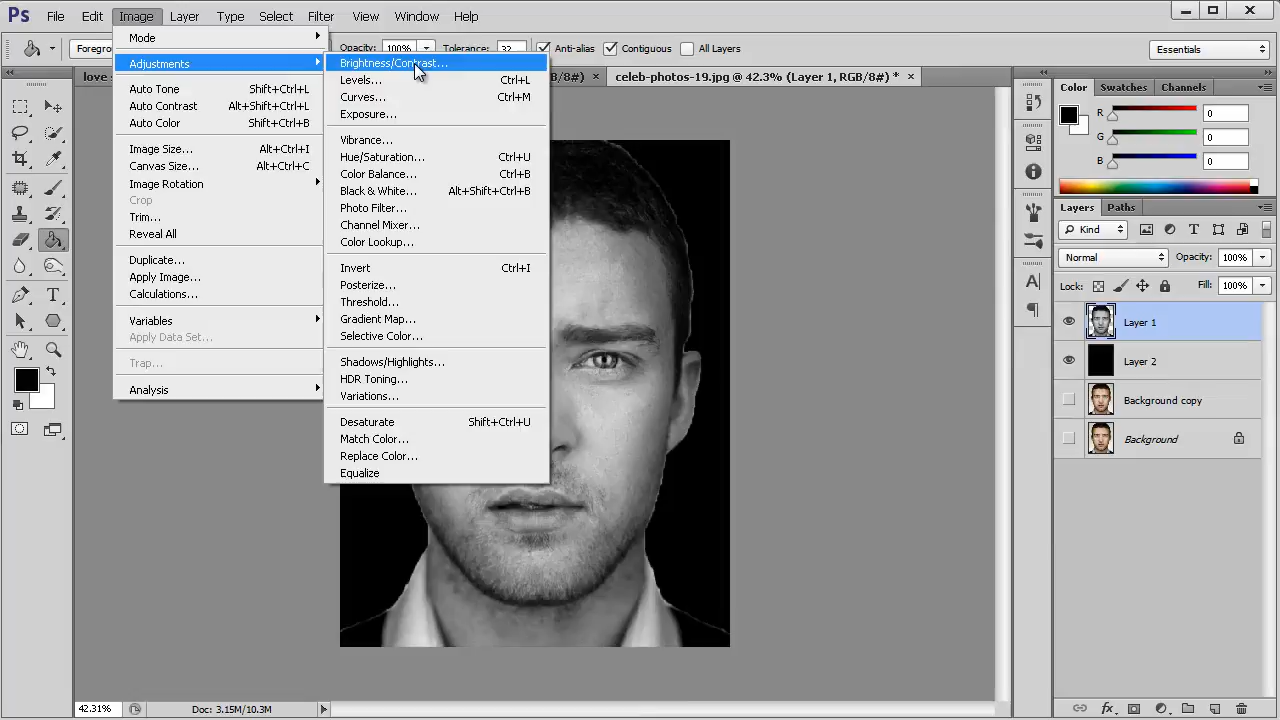 Ps File Edit Image Layer Type Select Filter View Window Help
Opacity: 100% Tolerance: 32 Anti-alias Contiguous All Layers Essentials
celeb-photos-19.jpg @ 42.3% (Layer 1, RGB/8#) *
Mode
Adjustments
Auto Tone Shift+Ctrl+L
Auto Contrast Alt+Shift+Ctrl+L
Auto Color Shift+Ctrl+B
Image Size... Alt+Ctrl+I
Canvas Size... Alt+Ctrl+C
Image Rotation
Crop
Trim...
Reveal All
Duplicate...
Apply Image...
Calculations...
Variables
Apply Data Set...
Trap...
Analysis
Brightness/Contrast...
Levels... Ctrl+L
Curves... Ctrl+M
Exposure...
Vibrance...
Hue/Saturation... Ctrl+U
Color Balance... Ctrl+B
Black & White... Alt+Shift+Ctrl+B
Photo Filter...
Channel Mixer...
Color Lookup...
Invert Ctrl+I
Posterize...
Threshold...
Gradient Map...
Selective Color...
Shadows/Highlights...
HDR Toning...
Variations...
Desaturate Shift+Ctrl+U
Match Color...
Replace Color...
Equalize
Color Swatches Styles
R 0
G 0
B 0
Layers Paths
Kind
Normal Opacity: 100%
Lock: Fill: 100%
Layer 1
Layer 2
Background copy
Background
42.31% Doc: 3.15M/10.3M